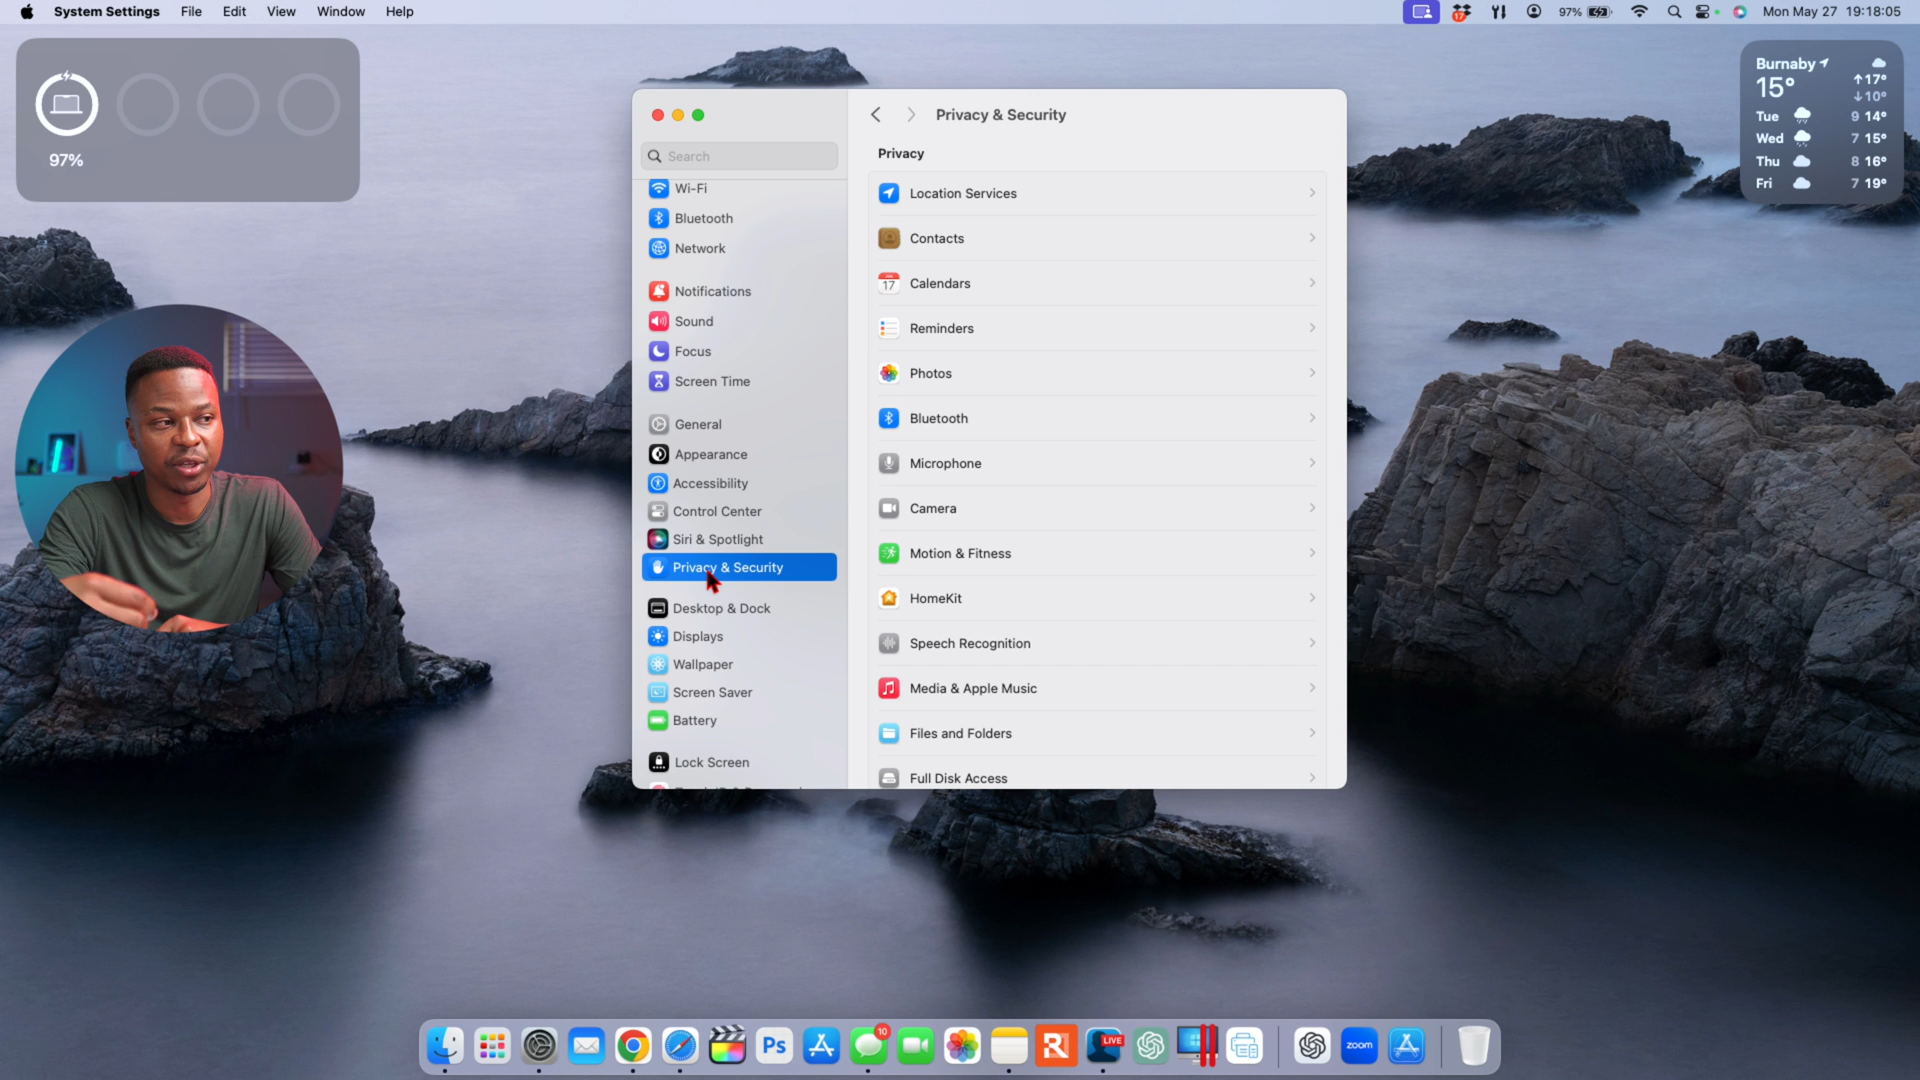 System Settings File Edit View Window Help
17 97% Mon May 27 19:18:05
97%
Burnaby
15° ↑17°
↓10°
Tue 9 14°
Wed 7 15°
Thu 8 16°
Fri 7 19°
Search
Wi-Fi
Bluetooth
Network
Notifications
Sound
Focus
Screen Time
General
Appearance
Accessibility
Control Center
Siri & Spotlight
Privacy & Security
Desktop & Dock
Displays
Wallpaper
Screen Saver
Battery
Lock Screen
Privacy & Security
Privacy
Location Services
Contacts
17
Calendars
Reminders
Photos
Bluetooth
Microphone
Camera
Motion & Fitness
HomeKit
Speech Recognition
Media & Apple Music
Files and Folders
Full Disk Access
Ps 10 R LIVE zoom